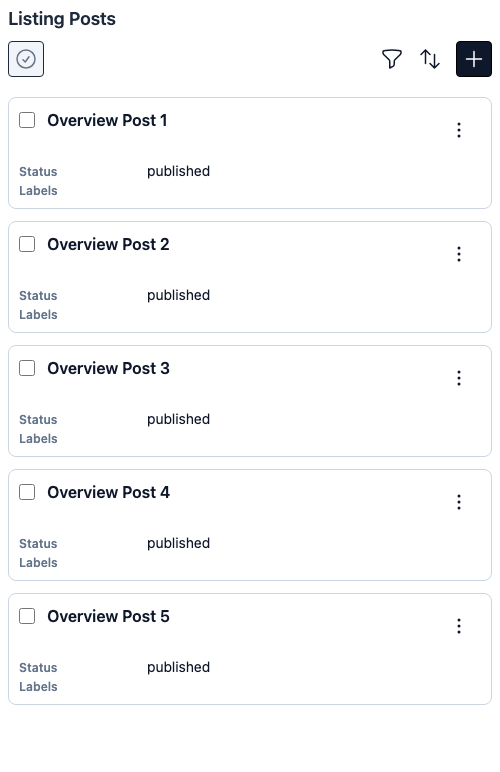 Listing Posts
Overview Post 1
Status published
Labels
Overview Post 2
Status published
Labels
Overview Post 3
Status published
Labels
Overview Post 4
Status published
Labels
Overview Post 5
Status published
Labels